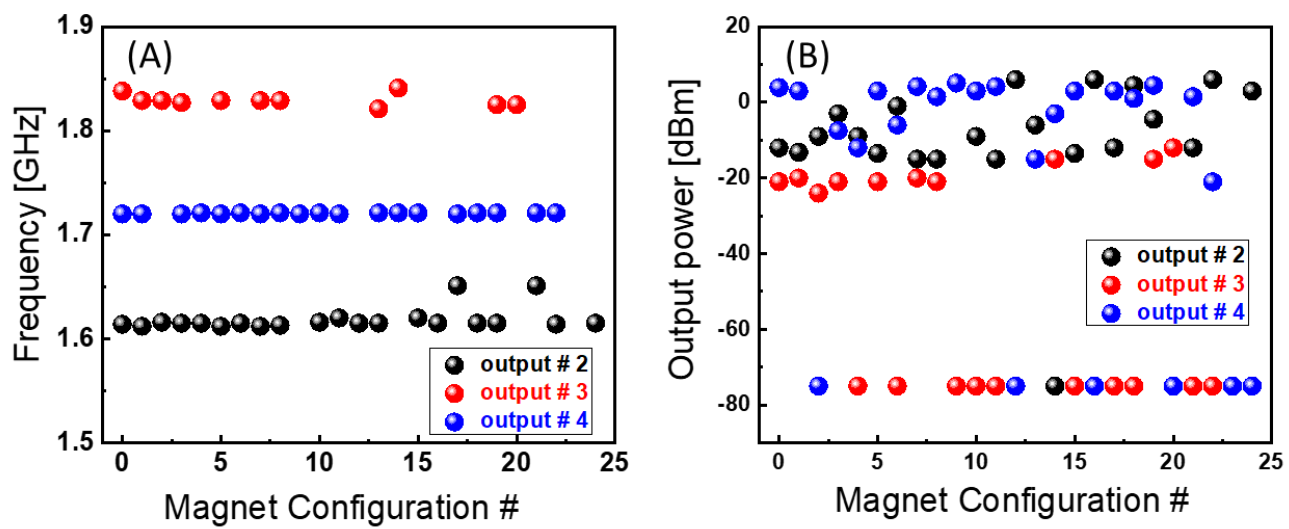 (A)
Frequency [GHz]
1.9
1.8
1.7
1.6
1.5
output # 2
output # 3
output # 4
0 5 10 15 20 25
Magnet Configuration #
(B)
Output power [dBm]
20
0
-20
-40
-60
-80
output # 2
output # 3
output # 4
0 5 10 15 20 25
Magnet Configuration #